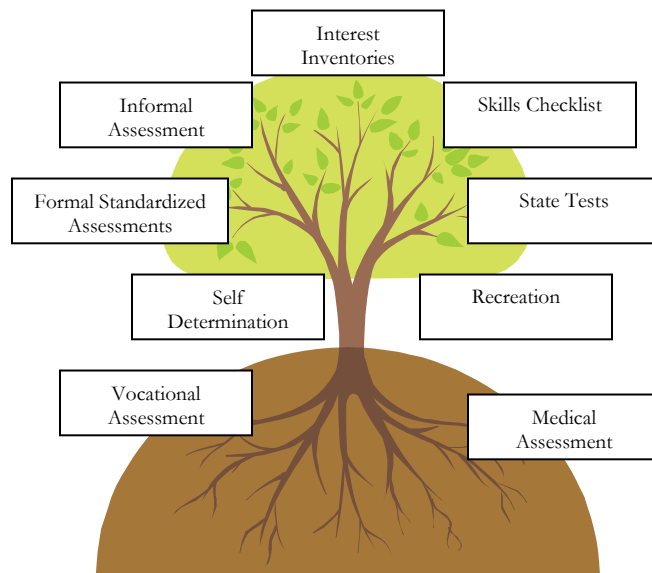 Interest
Inventories
Informal
Assessment
Skills Checklist
Formal Standardized
Assessments
State Tests
Self
Determination
Recreation
Vocational
Assessment
Medical
Assessment